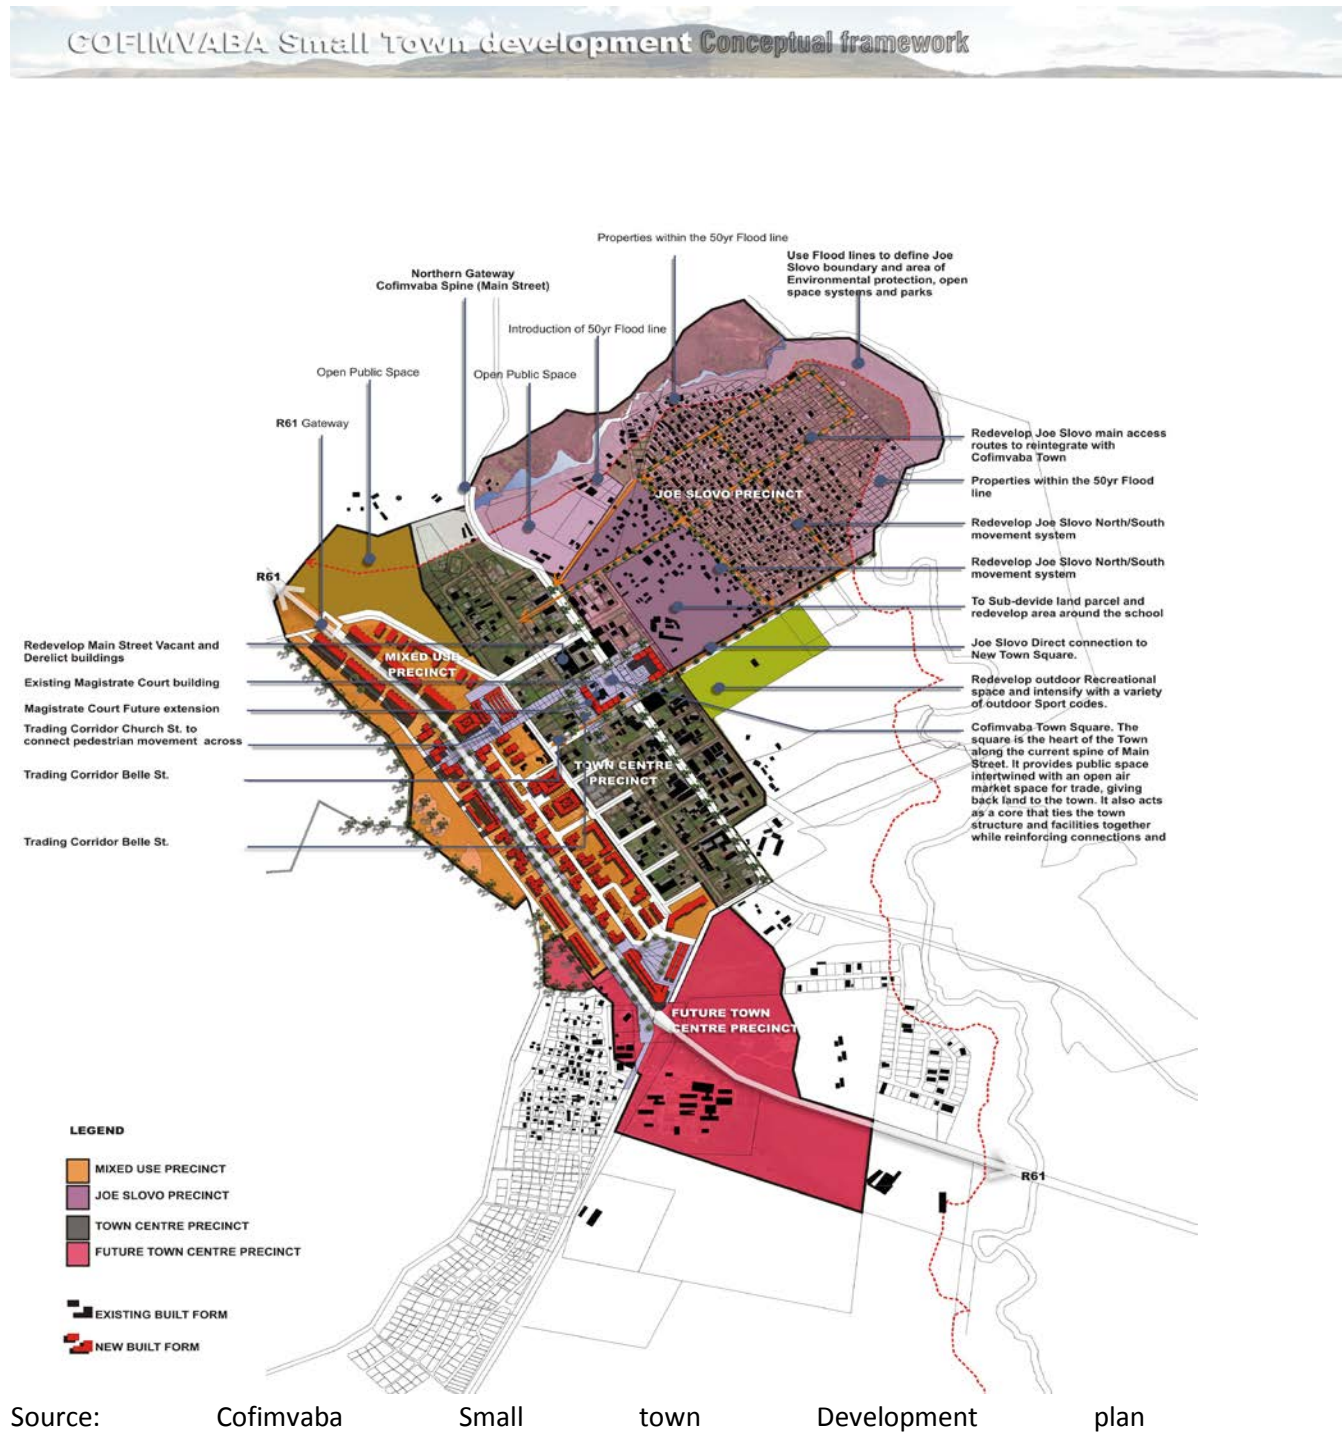 COFIMVABA Small Town development Conceptual framework
Properties within the 50yr Flood line
Use Flood lines to define Joe
Slovo boundary and area of
Environmental protection, open
space systems and parks
Northern Gateway
Cofimvaba Spine (Main Street)
Introduction of 50yr Flood line
Open Public Space
Open Public Space
R61 Gateway
Redevelop Joe Slovo main access
routes to reintegrate with
Cofimvaba Town
Properties within the 50yr Flood
line
JOE SLOVO PRECINCT
Redevelop Joe Slovo North/South
movement system
Redevelop Joe Slovo North/South
movement system
R61
To Sub-devide land parcel and
redevelop area around the school
Redevelop Main Street Vacant and
Derelict buildings
Joe Slovo Direct connection to
New Town Square.
MIXED USE
PRECINCT
Existing Magistrate Court building
Redevelop outdoor Recreational
space and intensify with a variety
of outdoor Sport codes.
Magistrate Court Future extension
Trading Corridor Church St. to
connect pedestrian movement across
Cofimvaba Town Square. The
square is the heart of the Town
along the current spine of Main
Street. It provides public space
intertwined with an open air
market space for trade, giving
back land to the town. It also acts
as a core that ties the town
structure and facilities together
while reinforcing connections and
Trading Corridor Belle St.
TOWN CENTRE
PRECINCT
Trading Corridor Belle St.
FUTURE TOWN
CENTRE PRECINCT
R61
LEGEND
MIXED USE PRECINCT
JOE SLOVO PRECINCT
TOWN CENTRE PRECINCT
FUTURE TOWN CENTRE PRECINCT
EXISTING BUILT FORM
NEW BUILT FORM
Source: Cofimvaba Small town Development plan